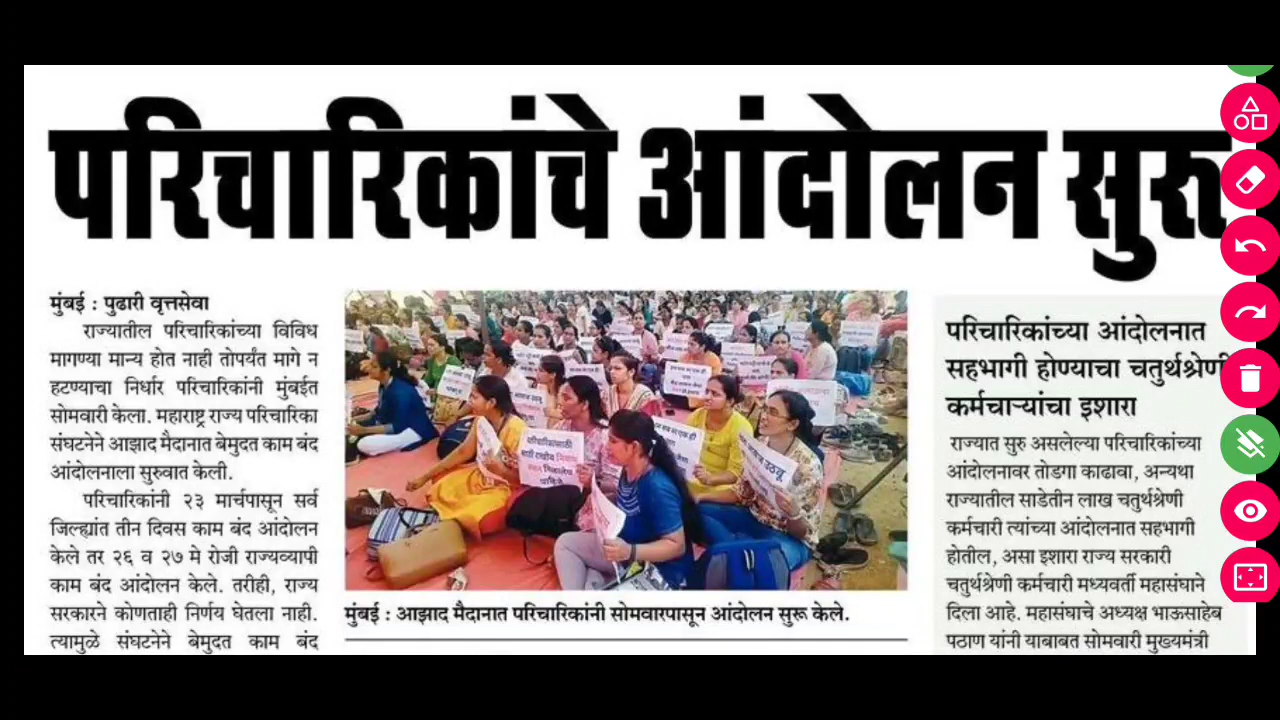 परिचारिकांचे आंदोलन सुरू
मुंबई : पुढारी वृत्तसेवा
राज्यातील परिचारिकांच्या विविध
मागण्या मान्य होत नाही तोपर्यंत मागे न
हटण्याचा निर्धार परिचारिकांनी मुंबईत
सोमवारी केला. महाराष्ट्र राज्य परिचारिका
संघटनेने आझाद मैदानात बेमुदत काम बंद
आंदोलनाला सुरुवात केली.
परिचारिकांनी २३ मार्चपासून सर्व
जिल्ह्यांत तीन दिवस काम बंद आंदोलन
केले तर २६ व २७ मे रोजी राज्यव्यापी
काम बंद आंदोलन केले. तरीही, राज्य
सरकारने कोणताही निर्णय घेतला नाही.
त्यामुळे संघटनेने बेमुदत काम बंद
परिचारिकांसाठी
मुंबई : आझाद मैदानात परिचारिकांनी सोमवारपासून आंदोलन सुरू केले.
परिचारिकांच्या आंदोलनात
सहभागी होण्याचा चतुर्थश्रेणी
कर्मचाऱ्यांचा इशारा
राज्यात सुरु असलेल्या परिचारिकांच्या
आंदोलनावर तोडगा काढावा, अन्यथा
राज्यातील साडेतीन लाख चतुर्थश्रेणी
कर्मचारी त्यांच्या आंदोलनात सहभागी
होतील, असा इशारा राज्य सरकारी
चतुर्थश्रेणी कर्मचारी मध्यवर्ती महासंघाने
दिला आहे. महासंघाचे अध्यक्ष भाऊसाहेब
पठाण यांनी याबाबत सोमवारी मुख्यमंत्री